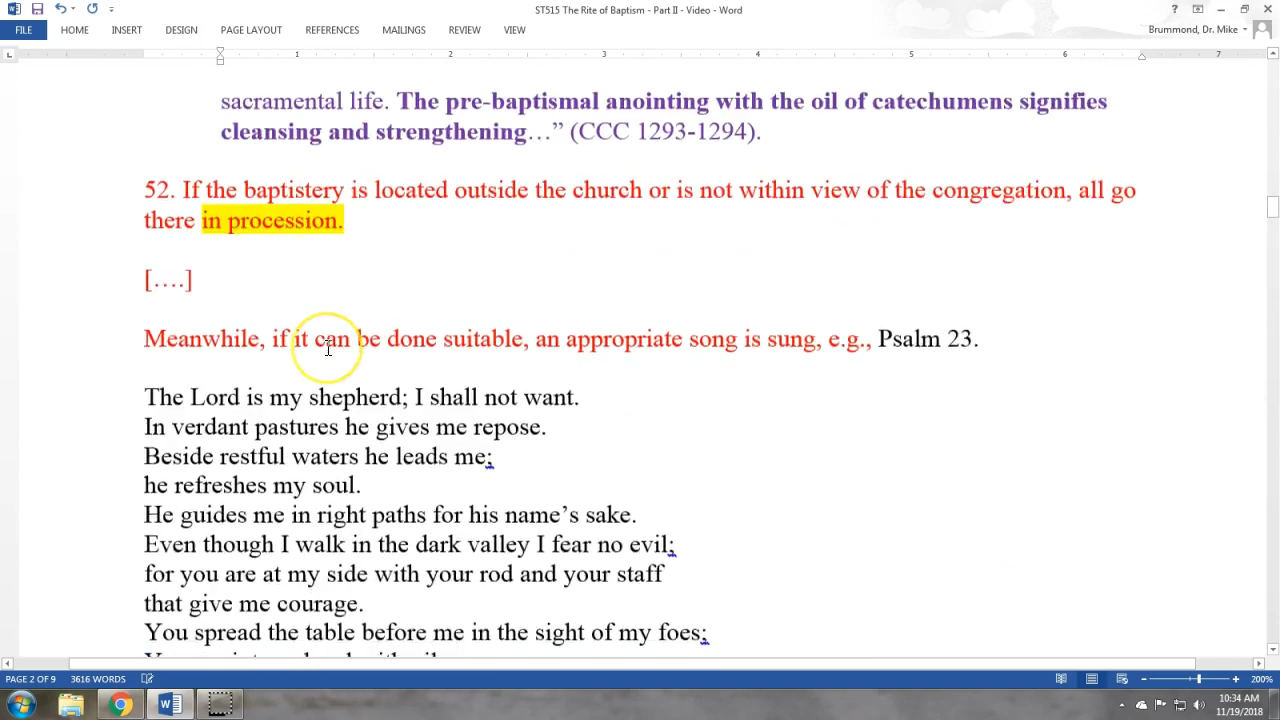 ST515 The Rite of Baptism - Part II - Video - Word
FILE HOME INSERT DESIGN PAGE LAYOUT REFERENCES MAILINGS REVIEW VIEW Brummond, Dr. Mike
1 2 3 4 5 6 7
sacramental life. The pre-baptismal anointing with the oil of catechumens signifies
cleansing and strengthening…” (CCC 1293-1294).
52. If the baptistery is located outside the church or is not within view of the congregation, all go
there in procession.
[….]
Meanwhile, if it can be done suitable, an appropriate song is sung, e.g., Psalm 23.
The Lord is my shepherd; I shall not want.
In verdant pastures he gives me repose.
Beside restful waters he leads me;
he refreshes my soul.
He guides me in right paths for his name’s sake.
Even though I walk in the dark valley I fear no evil;
for you are at my side with your rod and your staff
that give me courage.
You spread the table before me in the sight of my foes;
PAGE 2 OF 9 3616 WORDS 200%
10:34 AM
11/19/2018